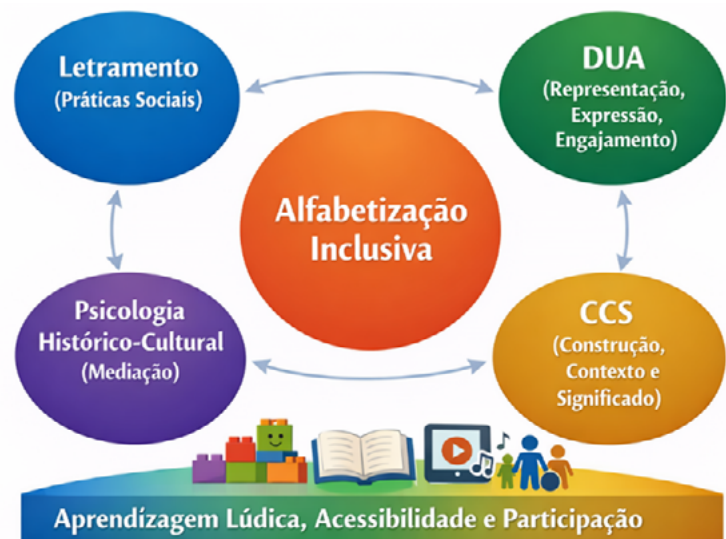 Letramento
(Práticas Sociais)
DUA
(Representação,
Expressão,
Engajamento)
Alfabetização
Inclusiva
Psicologia
Histórico-Cultural
(Mediação)
CCS
(Construção,
Contexto e
Significado)
Aprendízagem Lúdica, Acessibilidade e Participação